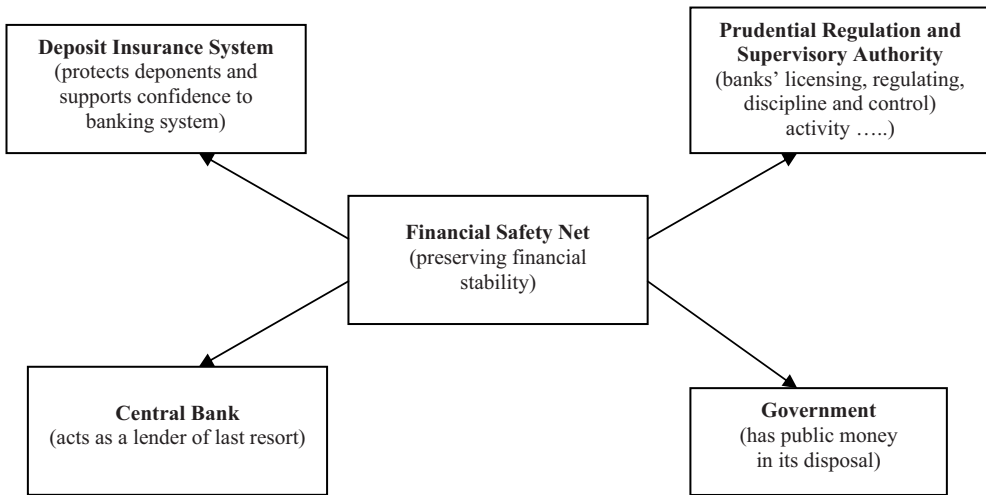 Deposit Insurance System
(protects deponents and
supports confidence to
banking system)
Prudential Regulation and
Supervisory Authority
(banks’ licensing, regulating,
discipline and control)
activity …..)
Financial Safety Net
(preserving financial
stability)
Central Bank
(acts as a lender of last resort)
Government
(has public money
in its disposal)